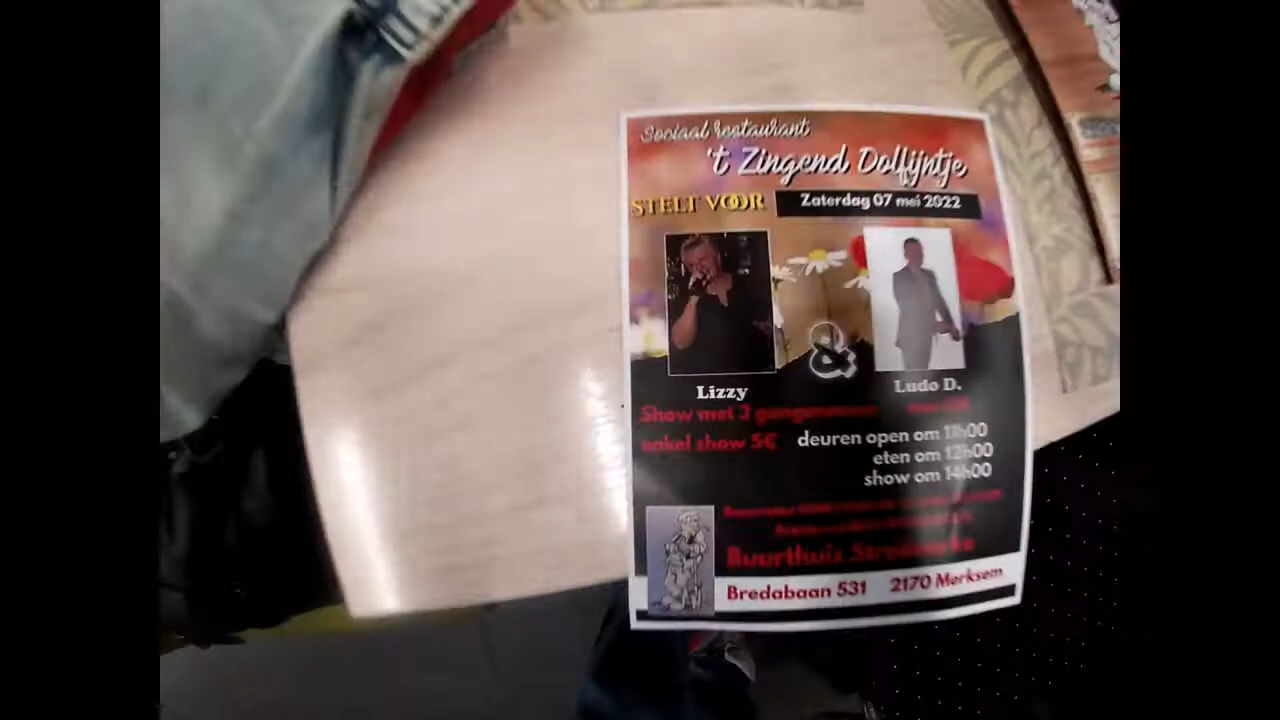 Sociaal restaurant
't Zingend Dolfijntje
STELT VOOR
Zaterdag 07 mei 2022
&
Lizzy
Ludo D.
Show met 3
enkel show 5€
deuren open om 11h00
eten om 12h00
show om 14h00
Buurthuis
Bredabaan 531 2170 Merksem